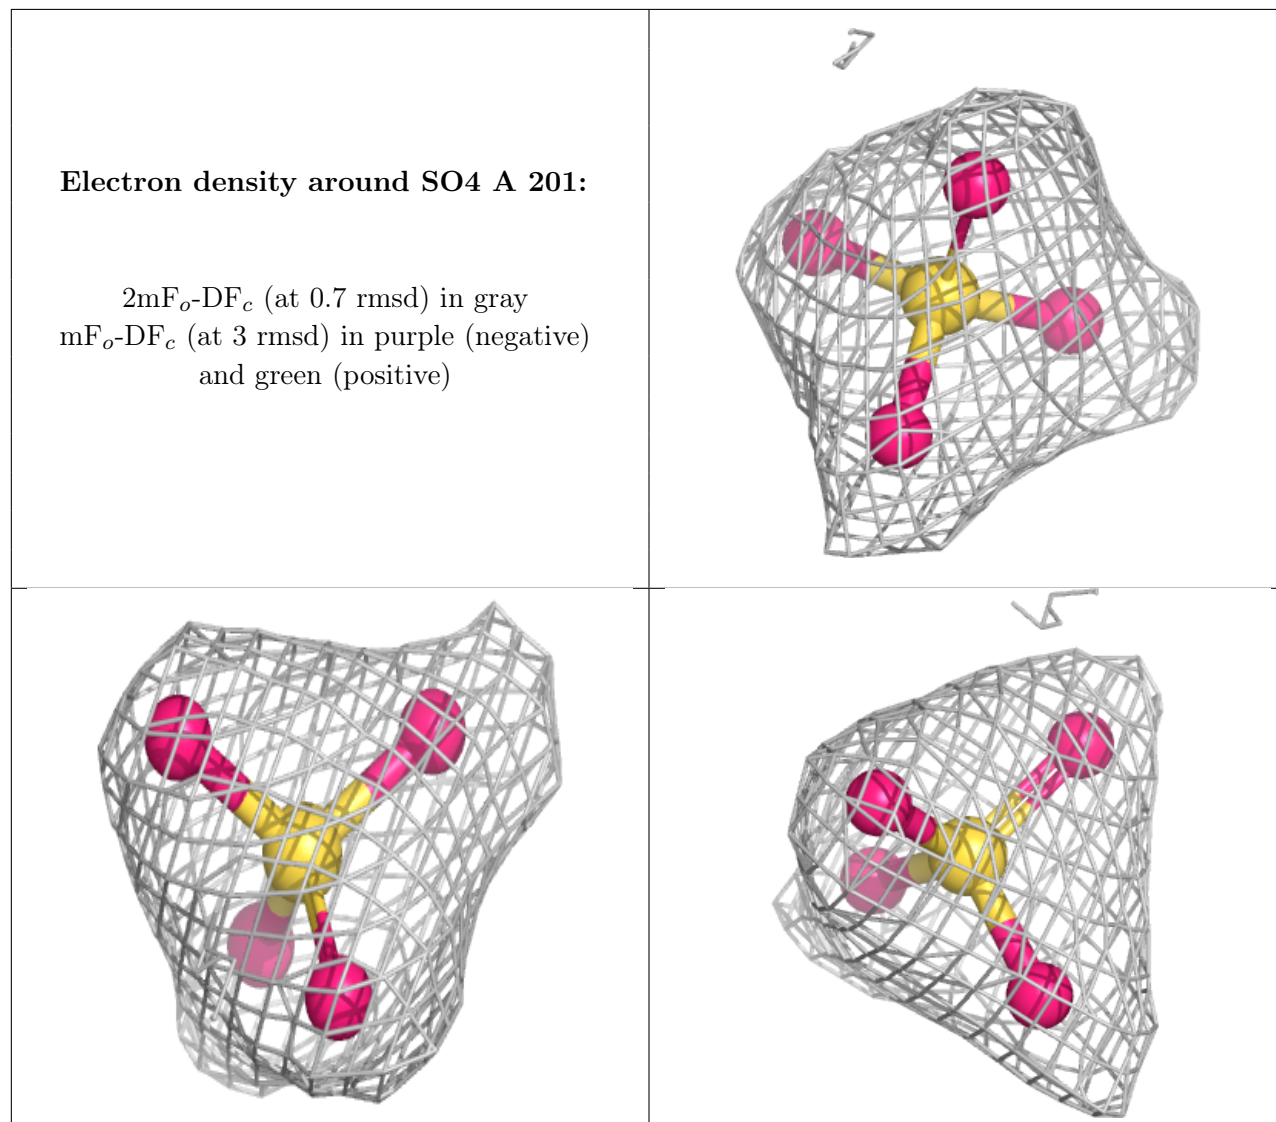 Electron density around SO4 A 201:
2mFo-DFc (at 0.7 rmsd) in gray
mFo-DFc (at 3 rmsd) in purple (negative)
and green (positive)